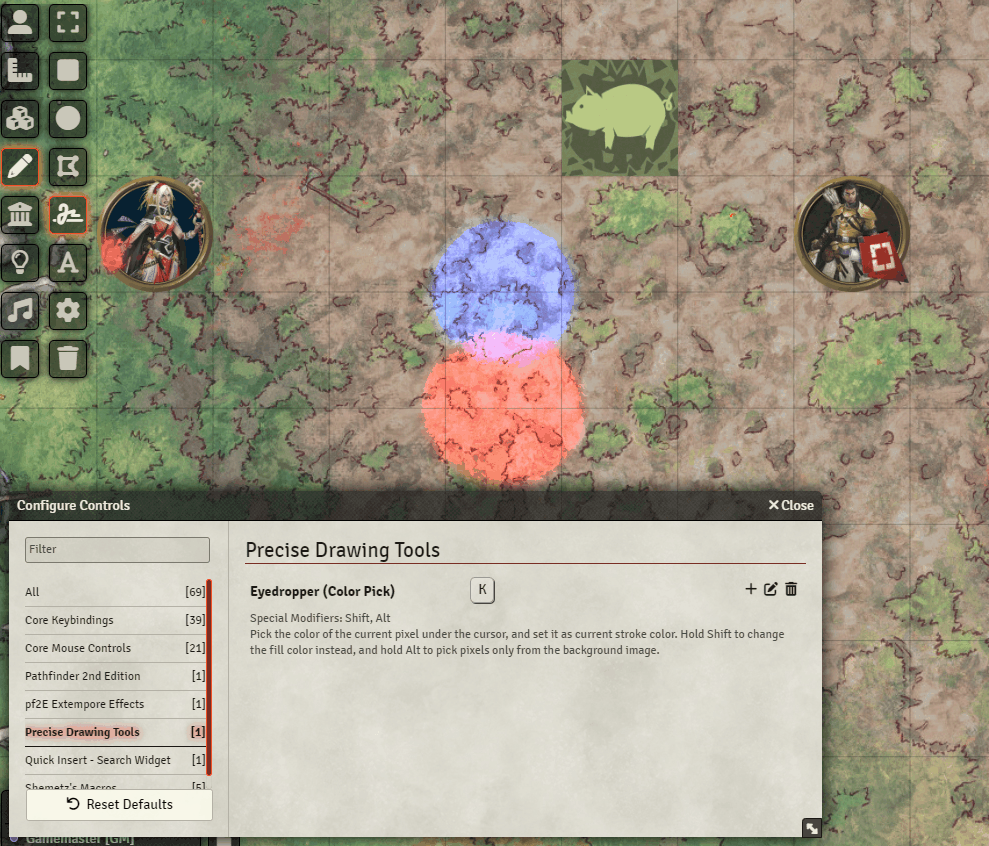 A
Configure Controls
Close
Filter
All [69]
Core Keybindings [39]
Core Mouse Controls [21]
Pathfinder 2nd Edition [1]
pf2E Extempore Effects [1]
Precise Drawing Tools [1]
Quick Insert - Search Widget [1]
Shemetz's Macros [5]
Reset Defaults
Precise Drawing Tools
Eyedropper (Color Pick) K
Special Modifiers: Shift, Alt
Pick the color of the current pixel under the cursor, and set it as current stroke color. Hold Shift to change
the fill color instead, and hold Alt to pick pixels only from the background image.
Gamemaster [GM]